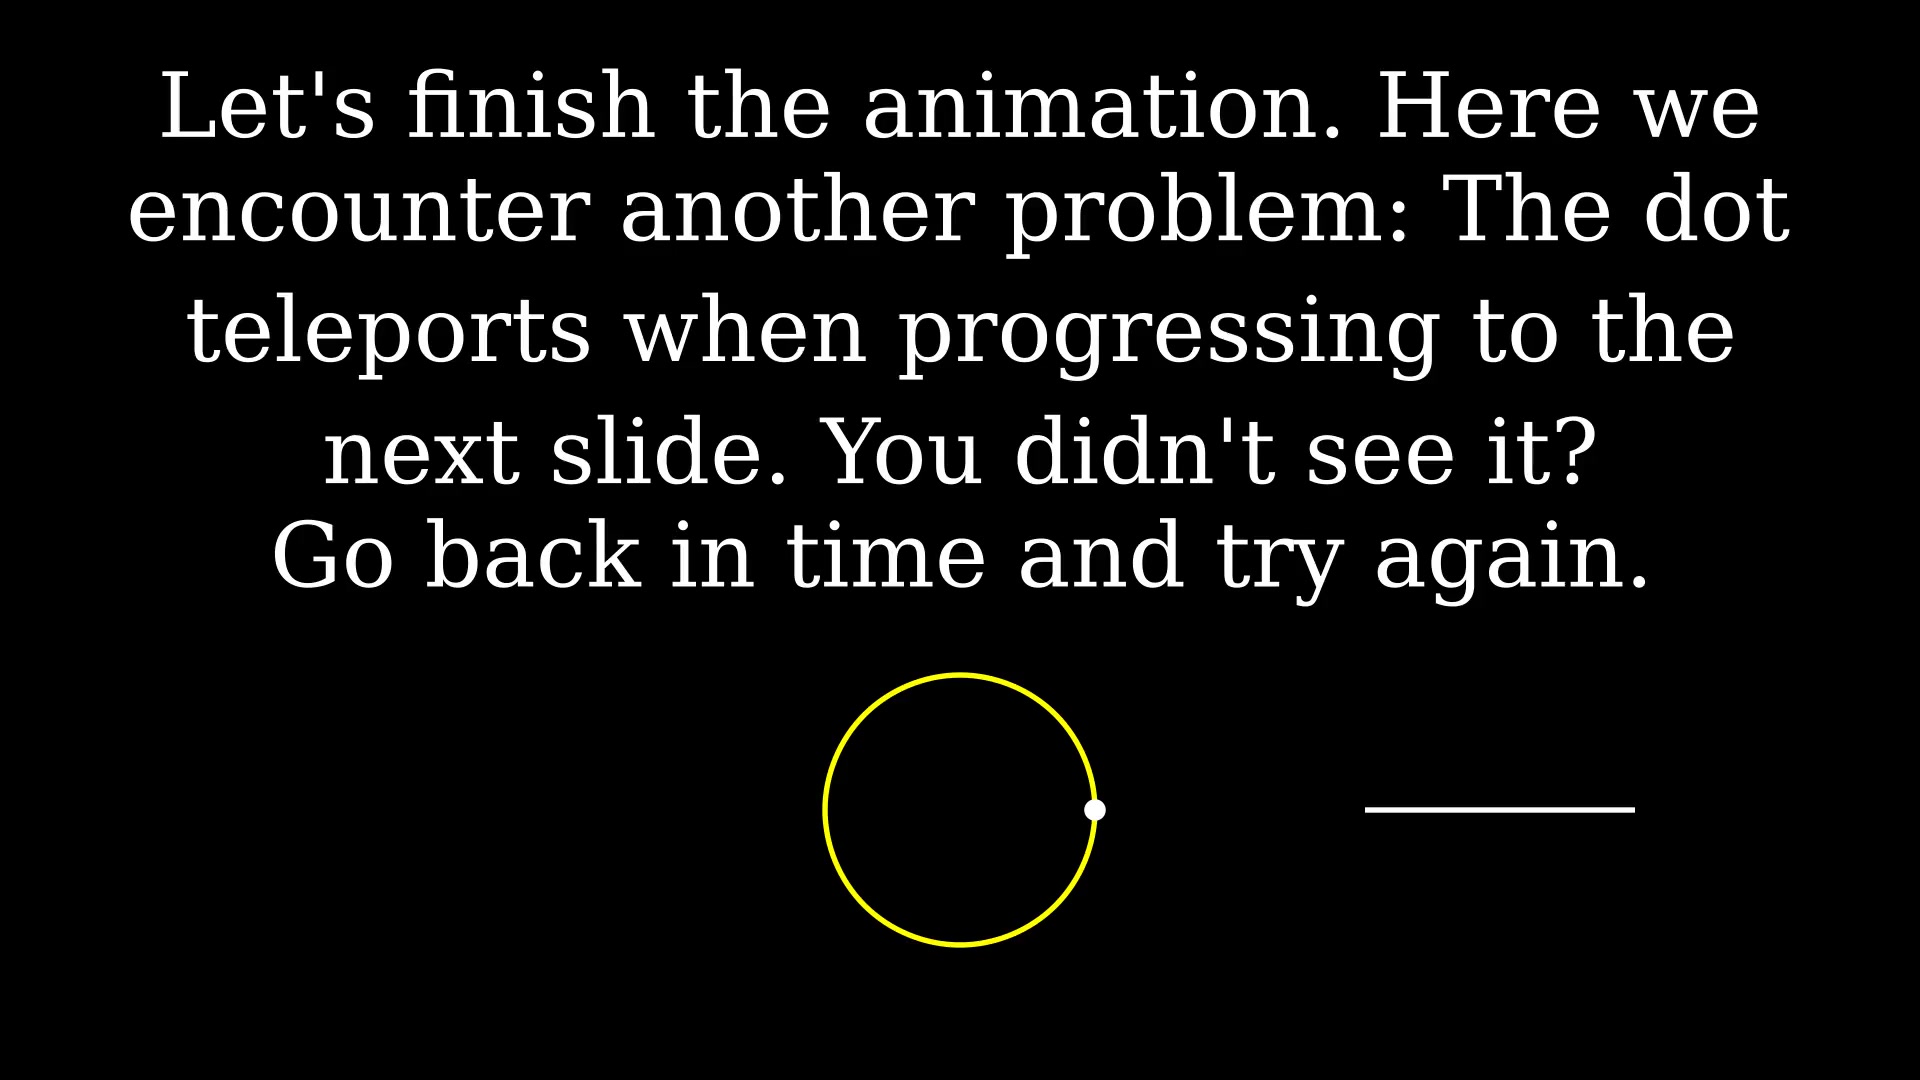 Let's finish the animation. Here we
encounter another problem: The dot
teleports when progressing to the
next slide. You didn't see it?
Go back in time and try again.